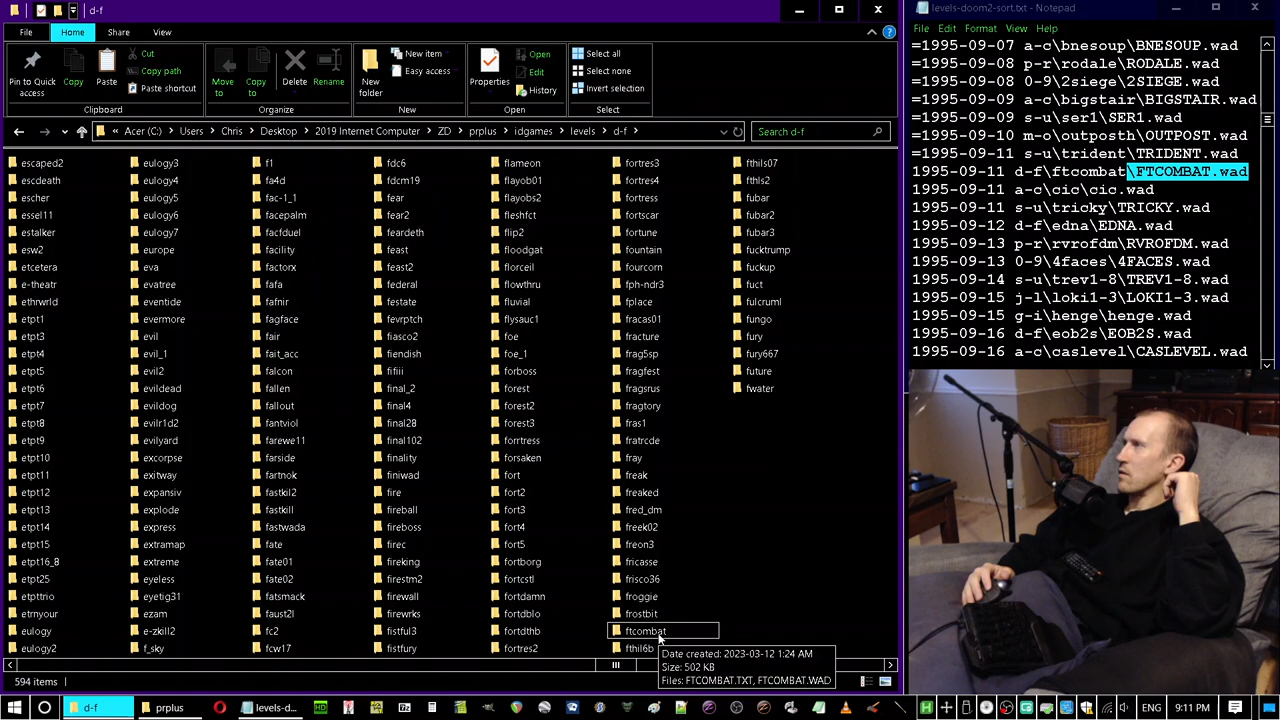 d-f
File Home Share View
Pin to Quick access
Copy
Paste
Cut
Copy path
Paste shortcut
Clipboard
Move to
Copy to
Delete
Rename
Organize
New folder
New item
Easy access
New
Properties
Open
Edit
History
Open
Select all
Select none
Invert selection
Select
Acer (C:) Users Chris Desktop 2019 Internet Computer ZD prplus idgames levels d-f
Search d-f
escaped2 eulogy3 f1 fdc6 flameon fortres3 fthils07
escdeath eulogy4 fa4d fdcm19 flayob01 fortres4 fthls2
escher eulogy5 fac-1_1 fear flayobs2 fortress fubar
essel11 eulogy6 facepalm fear2 fleshfct fortscar fubar2
estalker eulogy7 facfduel feardeth flip2 fortune fubar3
esw2 europe facility feast floodgat fountain fucktrump
etcetera eva factorx feast2 florceil fourcorn fuckup
e-theatr evatree fafa federal flowthru fph-ndr3 fuct
ethrwrld eventide fafnir festate fluvial fplace fulcruml
etpt1 evermore fagface fevrptch flysauc1 fracas01 fungo
etpt3 evil fair fiasco2 foe fracture fury
etpt4 evil_1 fait_acc fiendish foe_1 frag5sp fury667
etpt5 evil2 falcon fifiii forboss fragfest future
etpt6 evildead fallen final_2 forest fragsrus fwater
etpt7 evildog fallout final4 forest2 fragtory
etpt8 evilr1d2 fantviol final28 forest3 fras1
etpt9 evilyard farewe11 final102 forrtress fratrcde
etpt10 excorpse farside finality forsaken fray
etpt11 exitway fartnok finiwad fort freak
etpt12 expansiv fastkil2 fire fort2 freaked
etpt13 explode fastkill fireball fort3 fred_dm
etpt14 express fastwada fireboss fort4 freek02
etpt15 extramap fate firec fort5 freon3
etpt16_8 extreme fate01 fireking fortborg fricasse
etpt25 eyeless fate02 firestm2 fortcstl frisco36
etpttrio eyetig31 fatsmack firewall fortdamn froggie
etrnyour ezam faust2l firewrks fortdblo frostbit
eulogy e-zkill2 fc2 fistful3 fortdthb ftcombat
eulogy2 f_sky fcw17 fistfury fortres2 fthil6b
Date created: 2023-03-12 1:24 AM
Size: 502 KB
Files: FTCOMBAT.TXT, FTCOMBAT.WAD
594 items
levels-doom2-sort.txt - Notepad
File Edit Format View Help
=1995-09-07 a-c\bnesoup\BNESOUP.wad
=1995-09-08 p-r\rodale\RODALE.wad
=1995-09-08 0-9\2siege\2SIEGE.wad
=1995-09-09 a-c\bigstair\BIGSTAIR.wad
=1995-09-09 s-u\ser1\SER1.wad
=1995-09-10 m-o\outposth\OUTPOST.wad
=1995-09-11 s-u\trident\TRIDENT.wad
1995-09-11 d-f\ftcombat\FTCOMBAT.wad
1995-09-11 a-c\cic\cic.wad
1995-09-11 s-u\tricky\TRICKY.wad
1995-09-12 d-f\edna\EDNA.wad
1995-09-13 p-r\rvrofdm\RVROFDM.wad
1995-09-13 0-9\4faces\4FACES.wad
1995-09-14 s-u\trev1-8\TREV1-8.wad
1995-09-15 j-l\loki1-3\LOKI1-3.wad
1995-09-15 g-i\henge\HENGE.wad
1995-09-16 d-f\eob2s\EOB2S.wad
1995-09-16 a-c\caslevel\CASLEVEL.wad
d-f prplus levels-d... ENG 9:11 PM